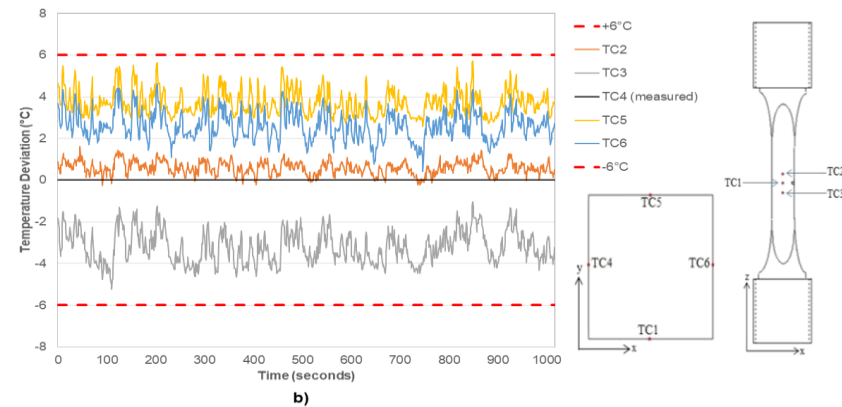 8
6
4
2
0
-2
-4
-6
-8
Temperature Deviation (°C)
0 100 200 300 400 500 600 700 800 900 1000
Time (seconds)
b)
+6°C
TC2
TC3
TC4 (measured)
TC5
TC6
-6°C
TC5
TC4
TC6
TC1
y
x
TC2
TC1
TC3
z
x